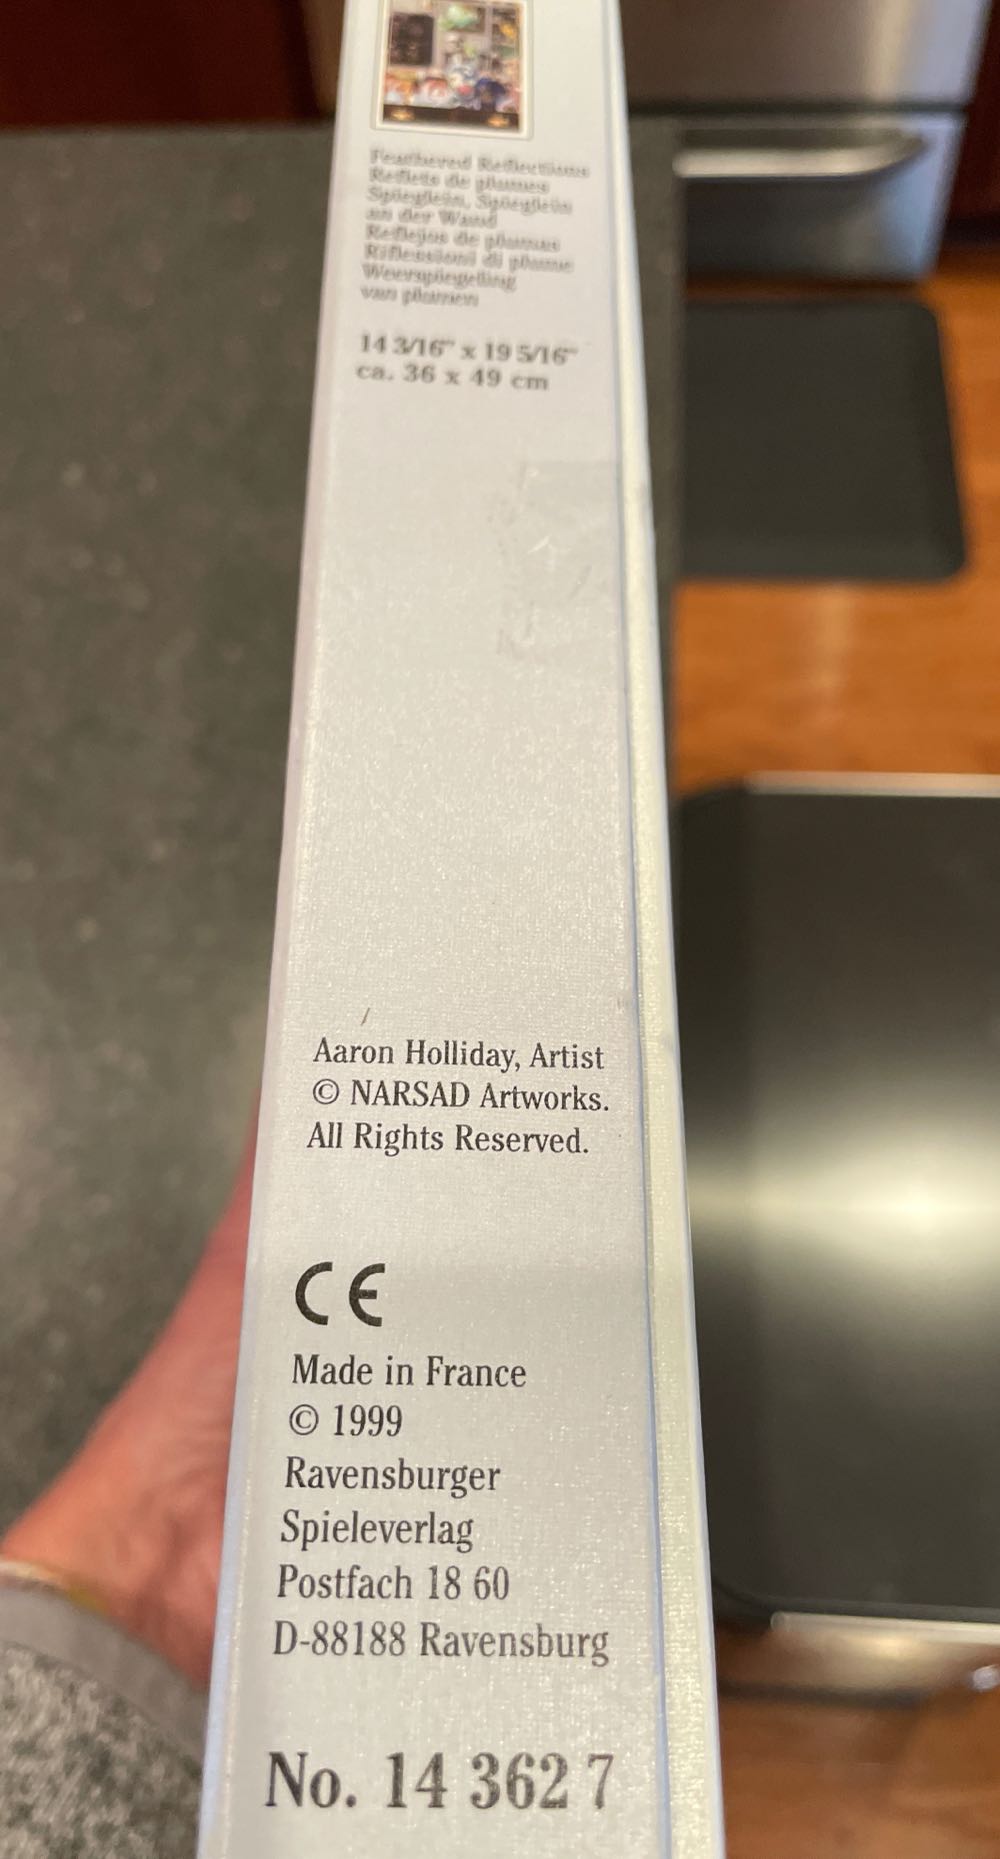 Feathered Reflections
Reflets de plumes
Spieglein, Spieglein
an der Wand
Reflejos de plumas
Riflessioni di piume
Weerspiegeling
van pluimen
14 3/16" x 19 5/16"
ca. 36 x 49 cm
Aaron Holliday, Artist
© NARSAD Artworks.
All Rights Reserved.
CE
Made in France
© 1999
Ravensburger
Spieleverlag
Postfach 18 60
D-88188 Ravensburg
No. 14 362 7